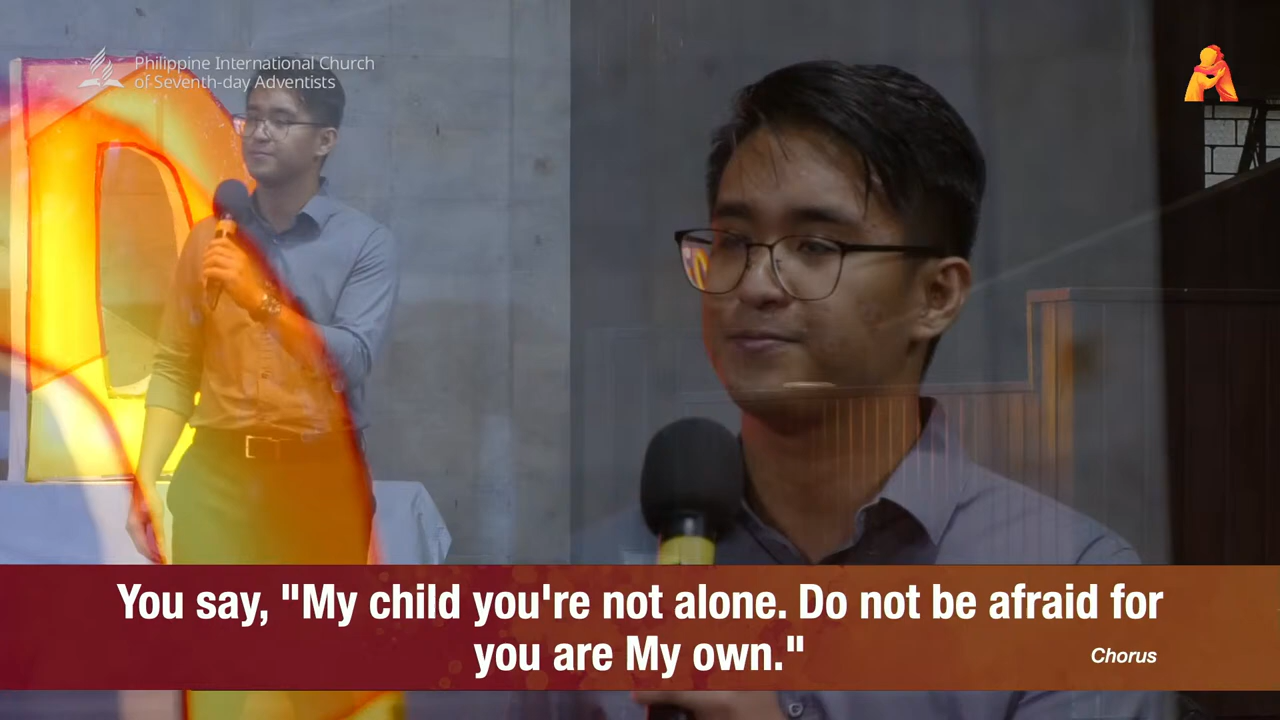 Philippine International Church
of Seventh-day Adventists
You say, "My child you're not alone. Do not be afraid for
you are My own."
Chorus